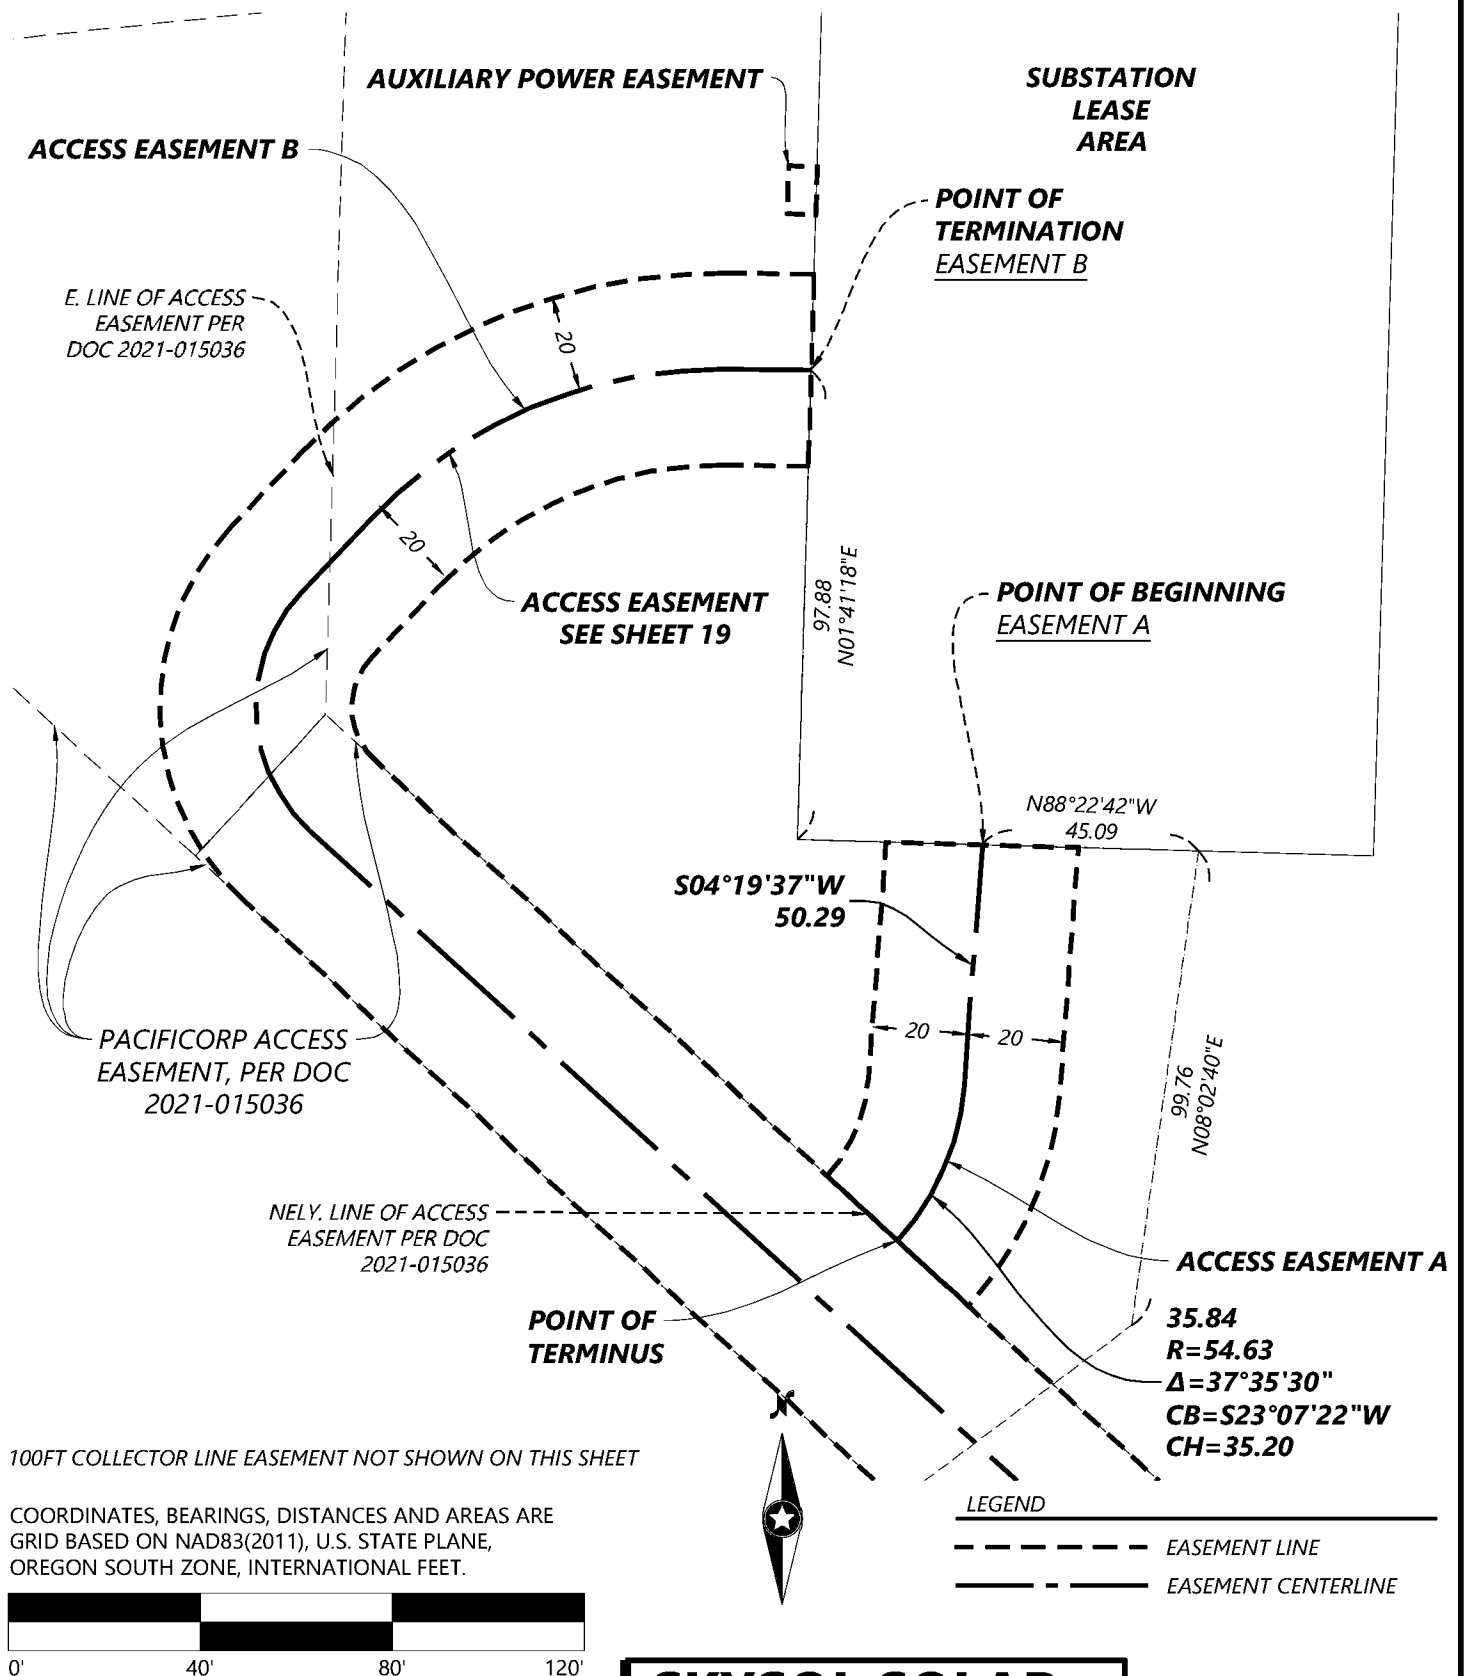 AUXILIARY POWER EASEMENT
SUBSTATION
LEASE
AREA
ACCESS EASEMENT B
POINT OF
TERMINATION
EASEMENT B
E. LINE OF ACCESS
EASEMENT PER
DOC 2021-015036
20
20
ACCESS EASEMENT
SEE SHEET 19
97.88
N01°41'18"E
POINT OF BEGINNING
EASEMENT A
N88°22'42"W
45.09
S04°19'37"W
50.29
20
20
PACIFICORP ACCESS
EASEMENT, PER DOC
2021-015036
99.76
N08°02'40"E
NELY. LINE OF ACCESS
EASEMENT PER DOC
2021-015036
ACCESS EASEMENT A
POINT OF
TERMINUS
35.84
R=54.63
Δ=37°35'30"
CB=S23°07'22"W
CH=35.20
N
100FT COLLECTOR LINE EASEMENT NOT SHOWN ON THIS SHEET
COORDINATES, BEARINGS, DISTANCES AND AREAS ARE
GRID BASED ON NAD83(2011), U.S. STATE PLANE,
OREGON SOUTH ZONE, INTERNATIONAL FEET.
LEGEND
EASEMENT LINE
EASEMENT CENTERLINE
0' 40' 80' 120'
SKYSOL SOLAR